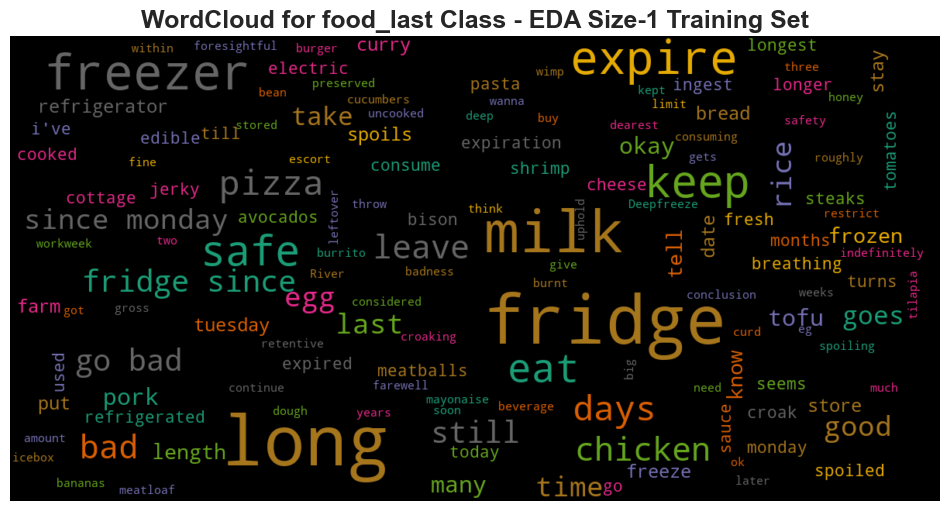 WordCloud for food_last Class - EDA Size-1 Training Set
within foresightful burger curry expire longest
freezer electric preserved wimp three stay
bean cucumbers pasta kept ingest longer honey
refrigerator take uncooked wanna deep buy limit bread
i've edible till stored spoils dearest consuming safety
cooked fine escort consume expiration okay gets roughly tomatoes
cottage jerky pizza shrimp cheese keep rice steaks
since monday avocados leftover throw bison think uphold Deepfreeze date fresh restrict
workweek two safe leave milk tell months frozen
fridge since burrito River badness give breathing indefinitely
farm got gross egg considered burnt conclusion weeks turns tilapia
tuesday last croaking fridge curd tofu eg goes
retentive spoiling
go bad expired meatballs eat big know
used continue farewell need seems much
put pork dough mayonaise soon beverage days croak store
refrigerated years sauce good
amount bad length long still chicken monday
icebox today ok
freeze later spoiled
bananas meatloaf many time go